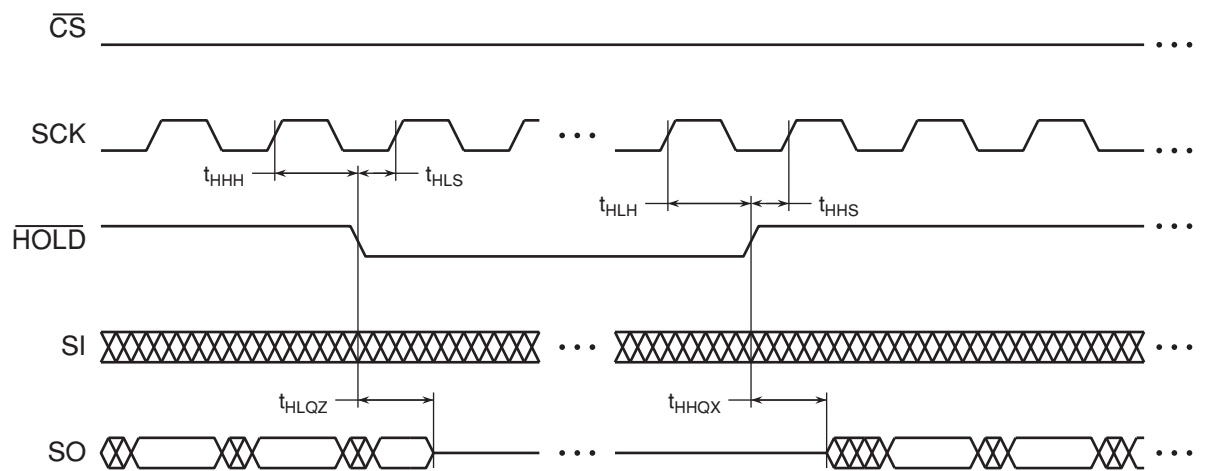 CS
SCK
tHHH
tHLS
tHLH
tHHS
HOLD
SI
tHLQZ
tHHQX
SO